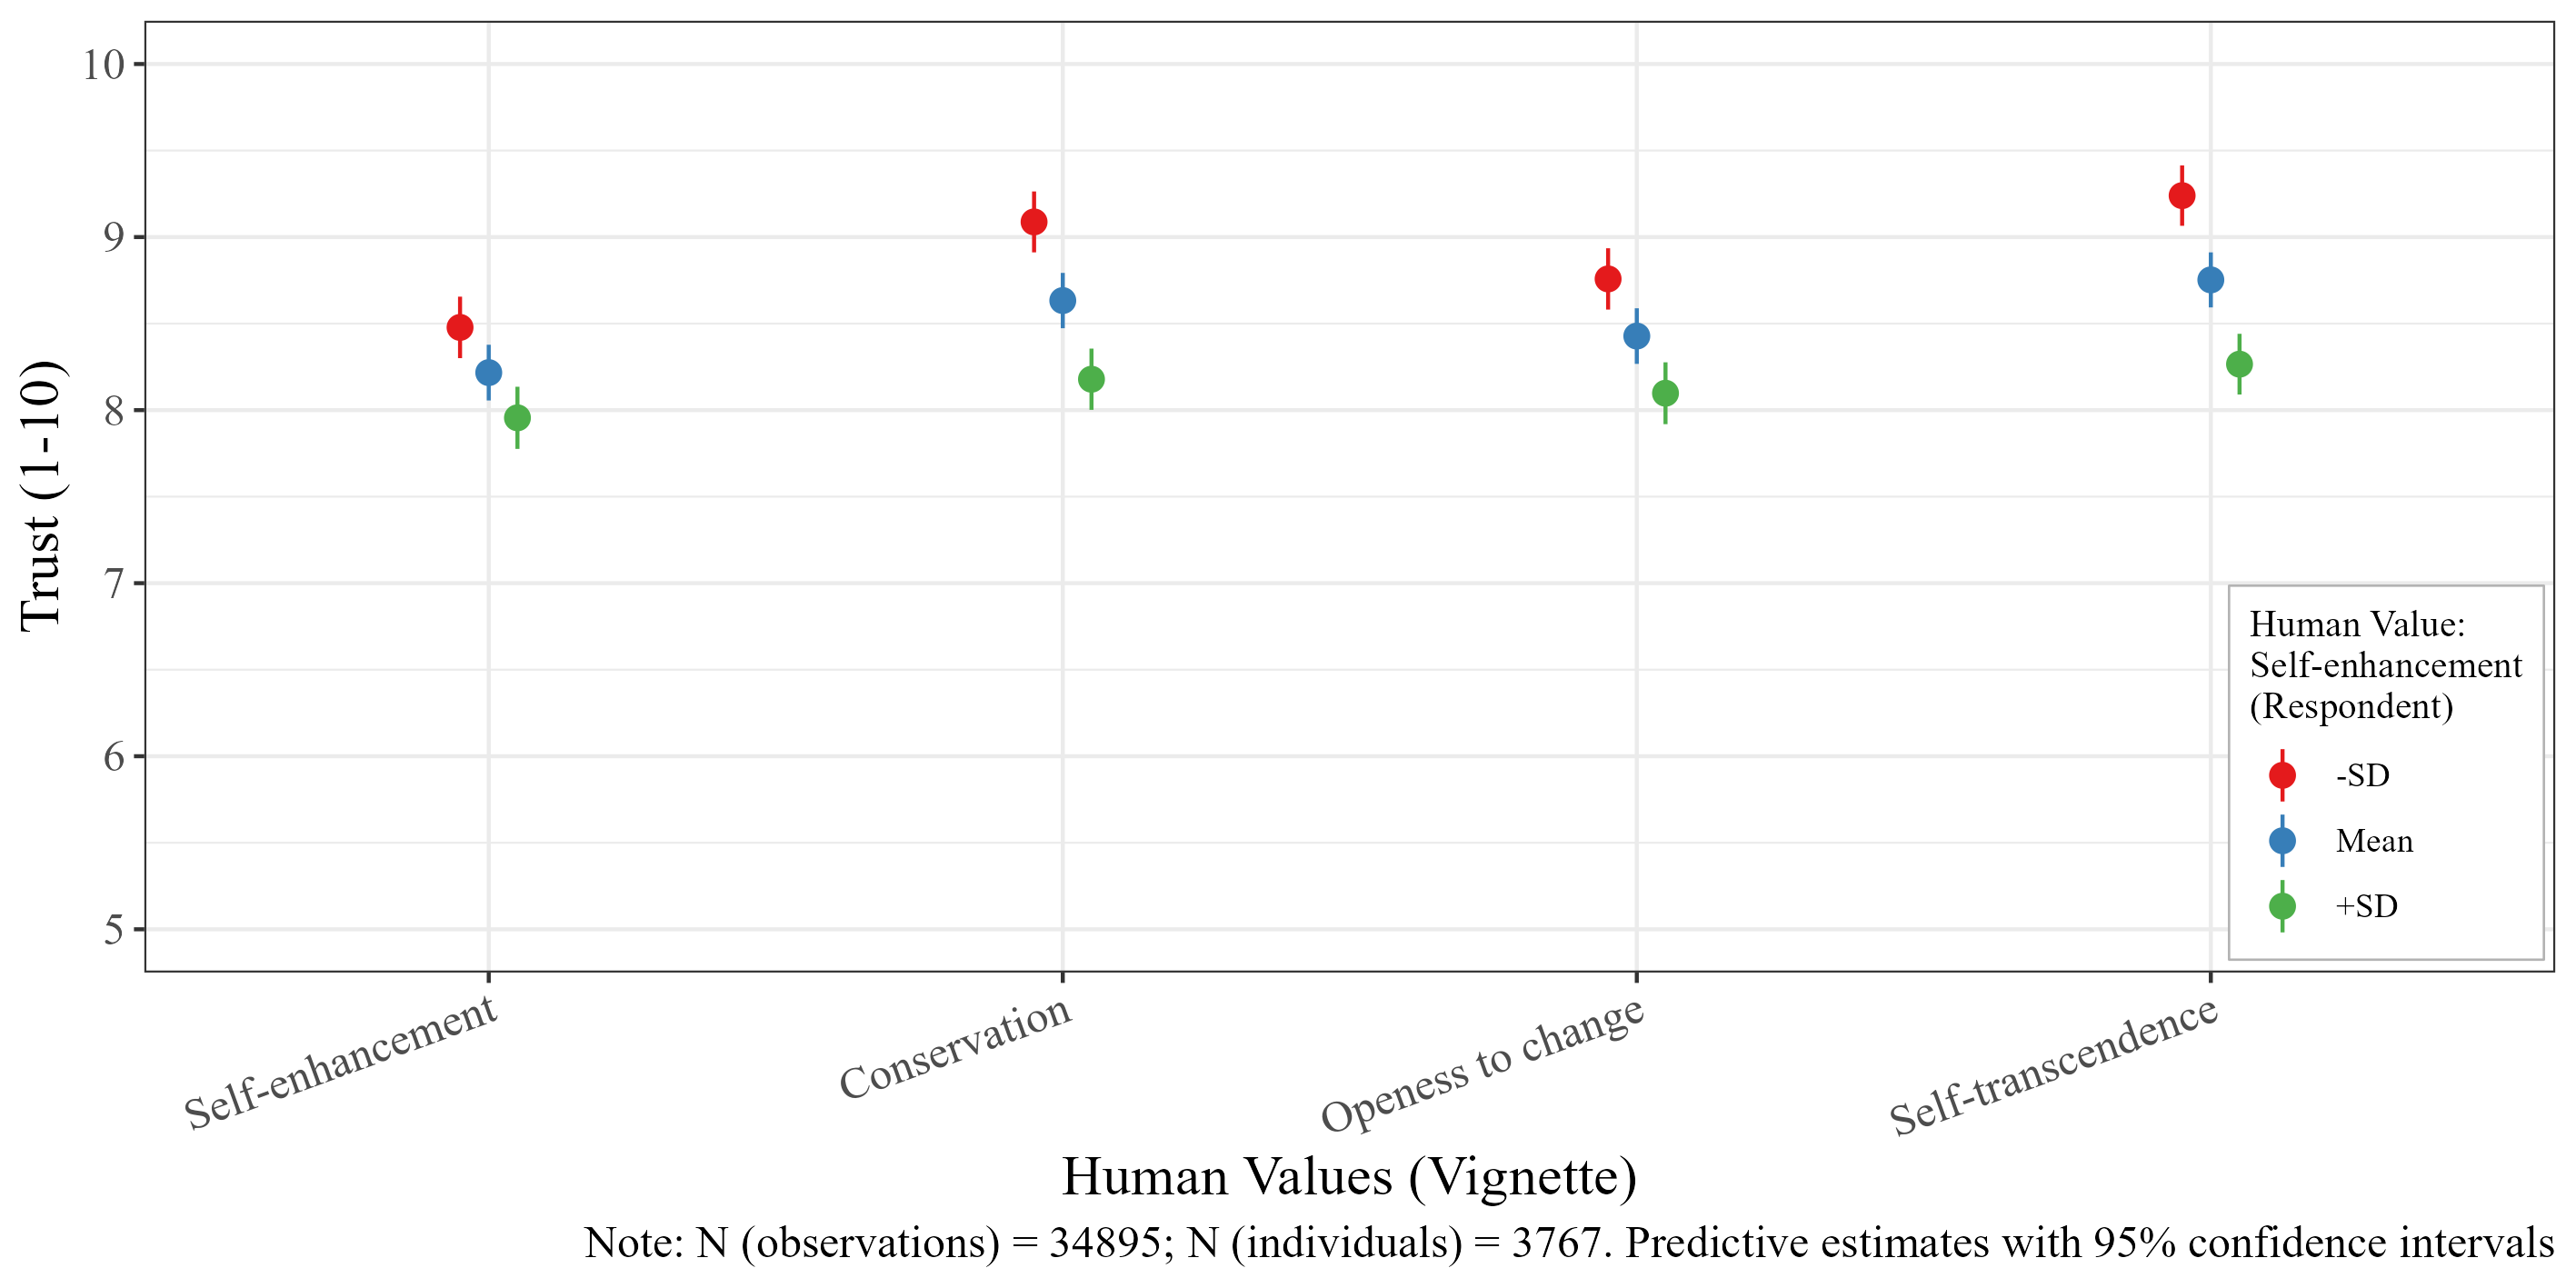 Trust (1-10)
10
9
8
7
6
5
Human Value:
Self-enhancement
(Respondent)
-SD
Mean
+SD
Self-enhancement
Conservation
Openess to change
Self-transcendence
Human Values (Vignette)
Note: N (observations) = 34895; N (individuals) = 3767. Predictive estimates with 95% confidence intervals